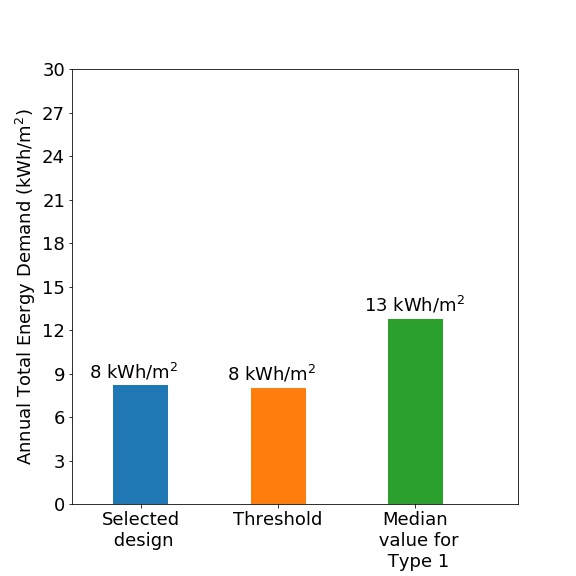 Annual Total Energy Demand (kWh/m²)
30
27
24
21
18
15
12
9
6
3
0
8 kWh/m²
8 kWh/m²
13 kWh/m²
Selected
design
Threshold
Median
value for
Type 1